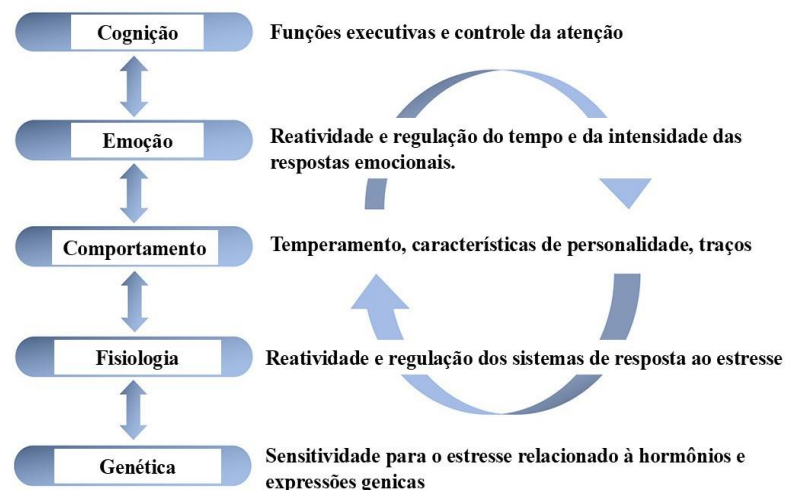 Cognição
Funções executivas e controle da atenção
Emoção
Reatividade e regulação do tempo e da intensidade das
respostas emocionais.
Comportamento
Temperamento, características de personalidade, traços
Fisiologia
Reatividade e regulação dos sistemas de resposta ao estresse
Genética
Sensitividade para o estresse relacionado à hormônios e
expressões genicas